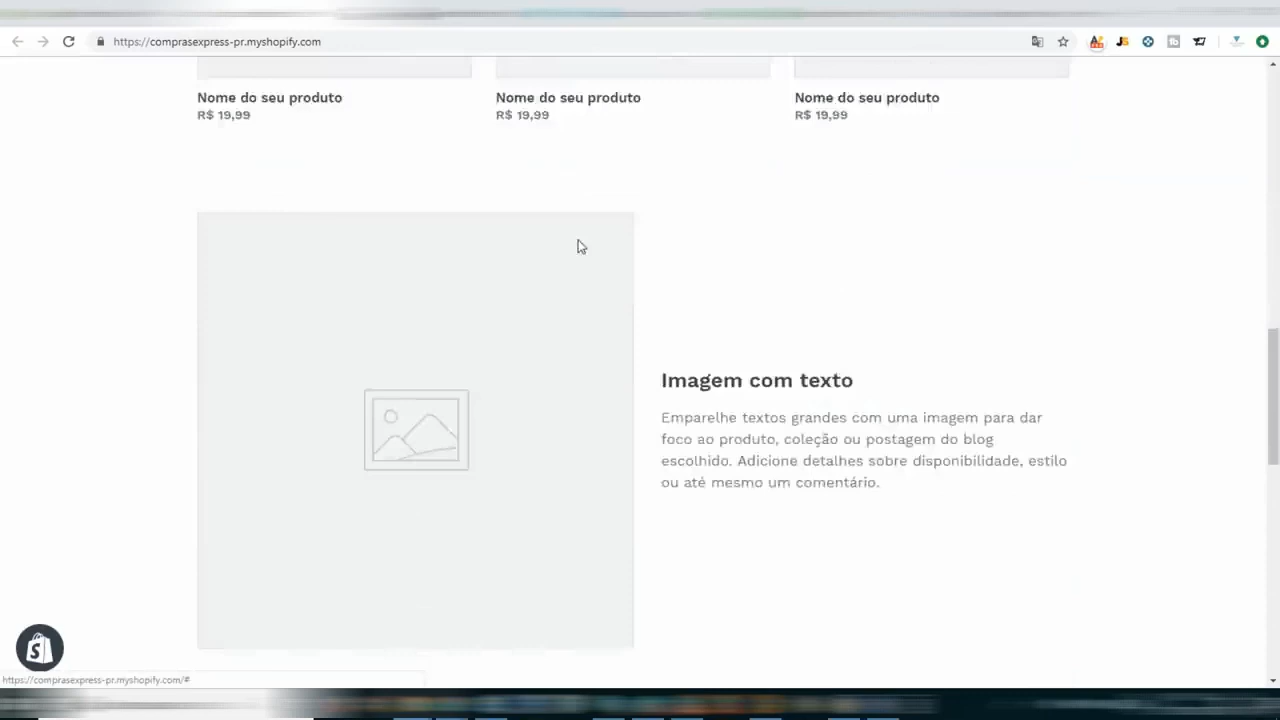 https://comprasexpress-pr.myshopify.com
Nome do seu produto
R$ 19,99
Nome do seu produto
R$ 19,99
Nome do seu produto
R$ 19,99
Imagem com texto
Emparelhe textos grandes com uma imagem para dar
foco ao produto, coleção ou postagem do blog
escolhido. Adicione detalhes sobre disponibilidade, estilo
ou até mesmo um comentário.
https://comprasexpress-pr.myshopify.com/#